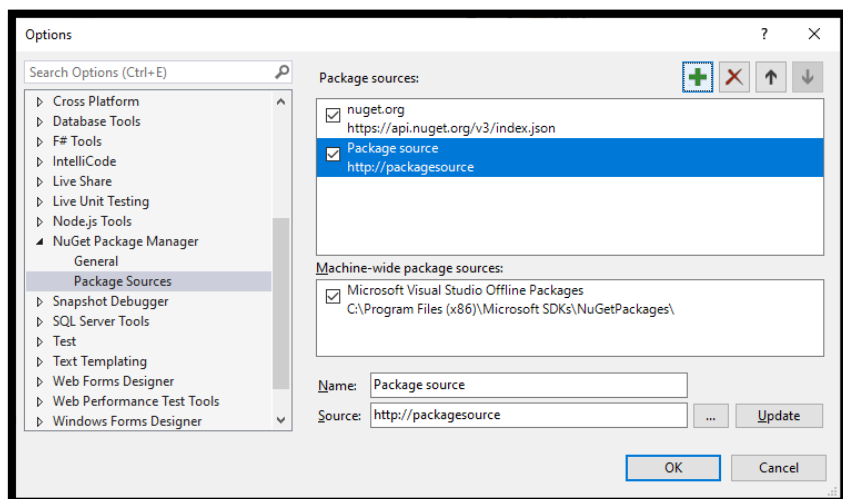 Options
?
Search Options (Ctrl+E)
Cross Platform
Database Tools
F# Tools
IntelliCode
Live Share
Live Unit Testing
Node.js Tools
NuGet Package Manager
General
Package Sources
Snapshot Debugger
SQL Server Tools
Test
Text Templating
Web Forms Designer
Web Performance Test Tools
Windows Forms Designer
Package sources:
nuget.org
https://api.nuget.org/v3/index.json
Package source
http://packagesource
Machine-wide package sources:
Microsoft Visual Studio Offline Packages
C:\Program Files (x86)\Microsoft SDKs\NuGetPackages\
Name: Package source
Source: http://packagesource ... Update
OK Cancel